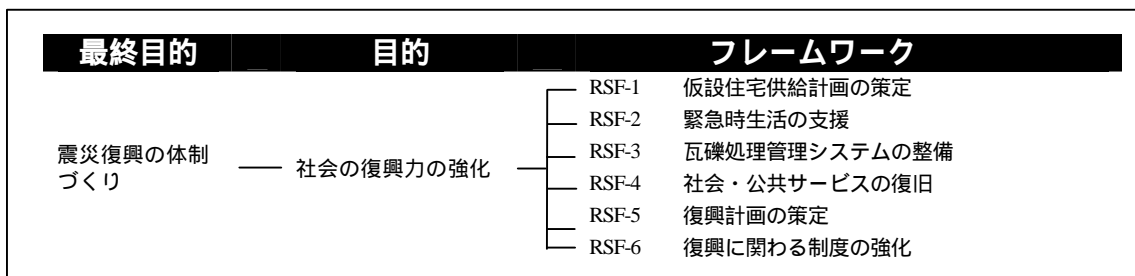 最終目的 目的 フレームワーク
RSF-1 仮設住宅供給計画の策定
RSF-2 緊急時生活の支援
震災復興の体制
づくり
社会の復興力の強化
RSF-3 瓦礫処理管理システムの整備
RSF-4 社会・公共サービスの復旧
RSF-5 復興計画の策定
RSF-6 復興に関わる制度の強化